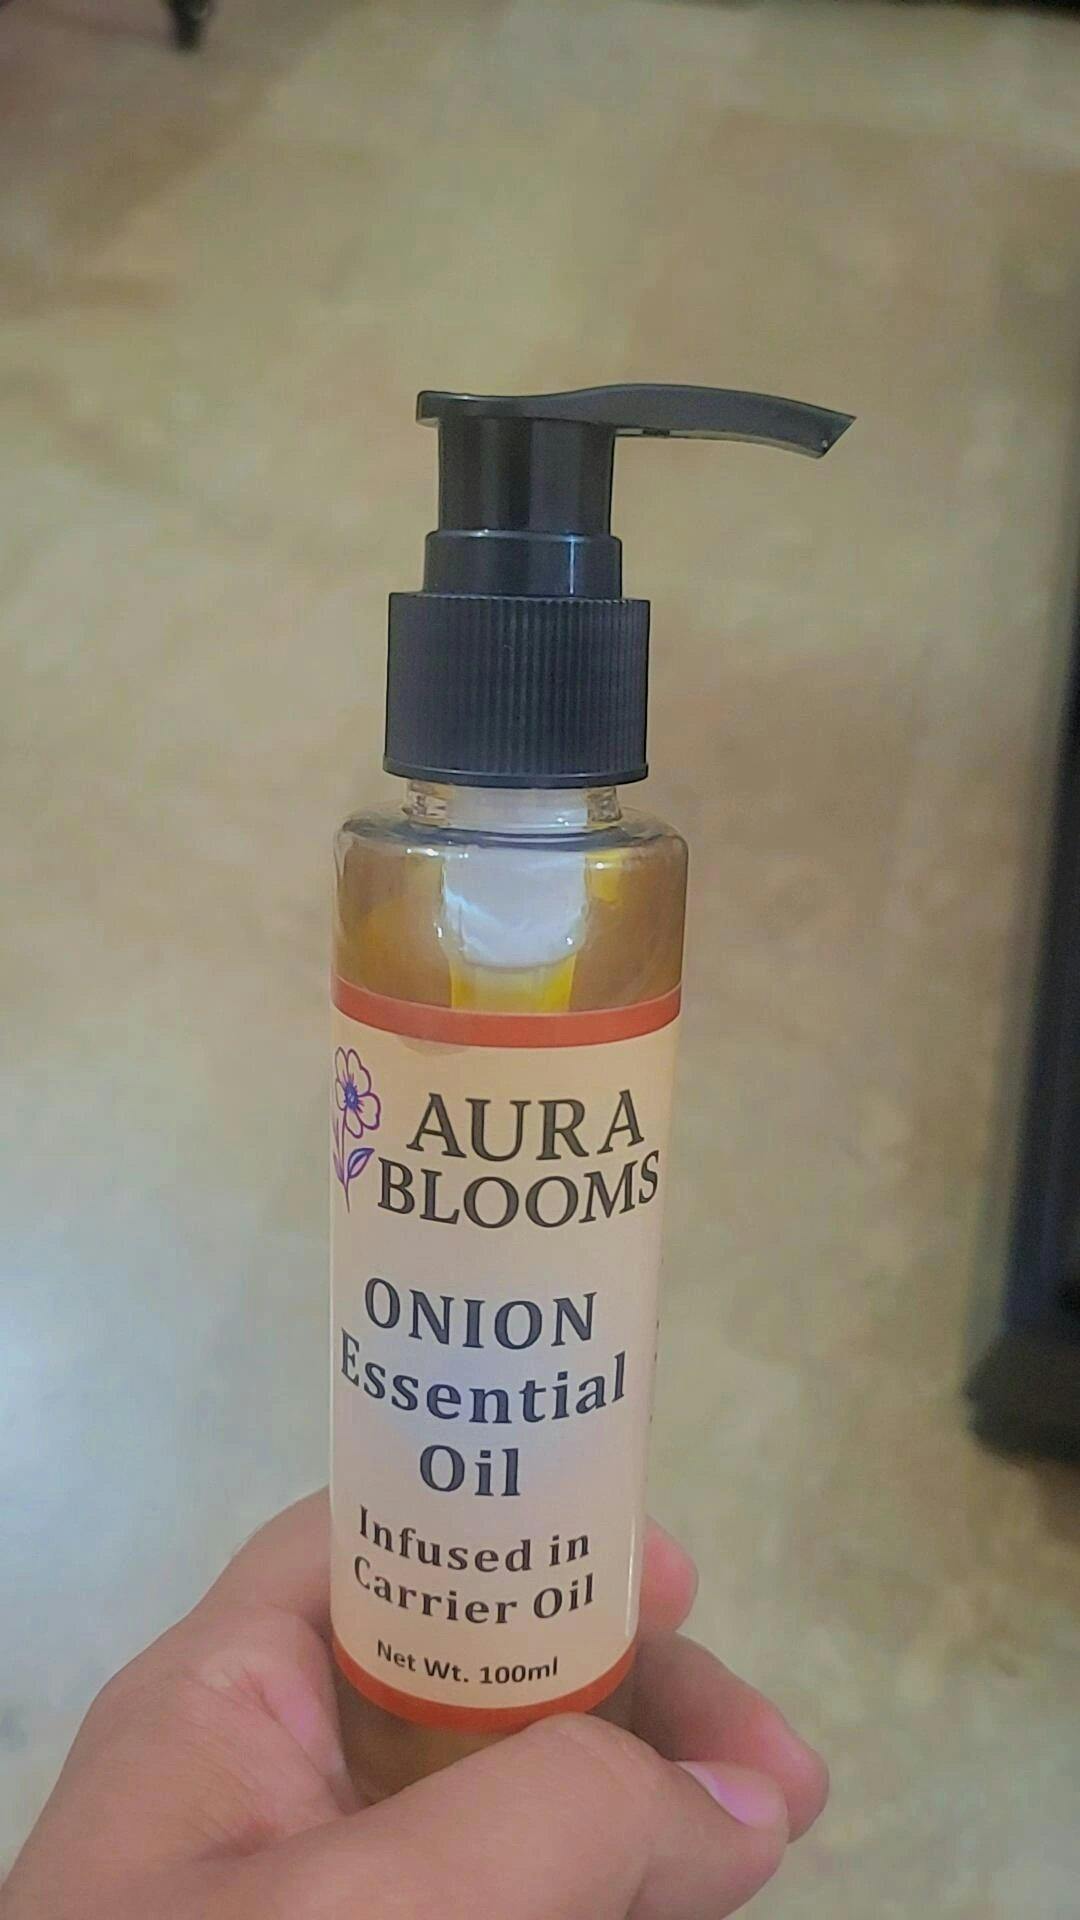 AURA
BLOOMS
ONION
Essential
Oil
Infused in
Carrier Oil
Net Wt. 100ml